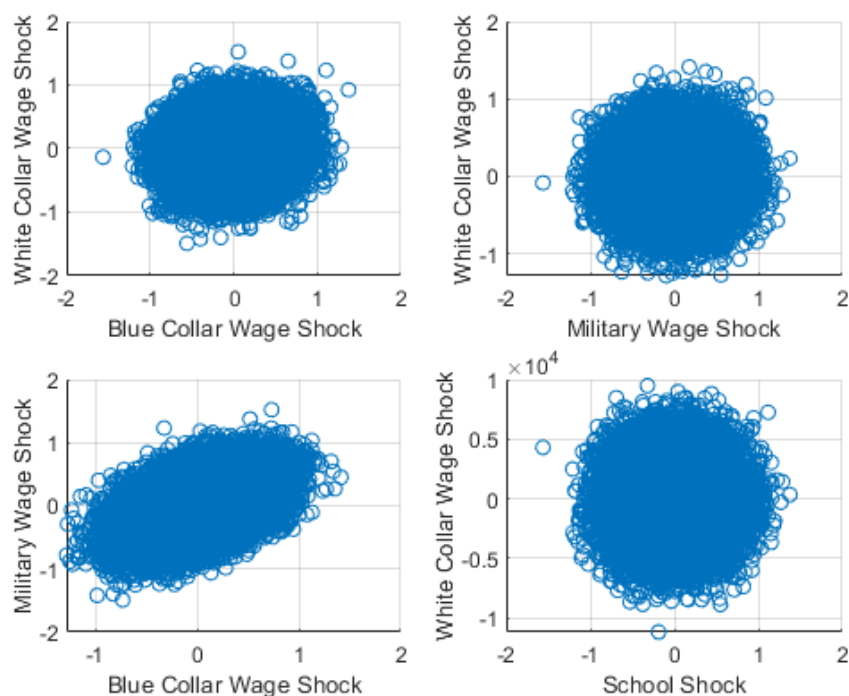 White Collar Wage Shock
2
1
0
-1
-2
-2 -1 0 1 2
Blue Collar Wage Shock
White Collar Wage Shock
2
1
0
-1
-2 -1 0 1 2
Military Wage Shock
Military Wage Shock
2
1
0
-1
-2
-1 0 1 2
Blue Collar Wage Shock
White Collar Wage Shock
×10⁴
1
0.5
0
-0.5
-1
-2 -1 0 1 2
School Shock